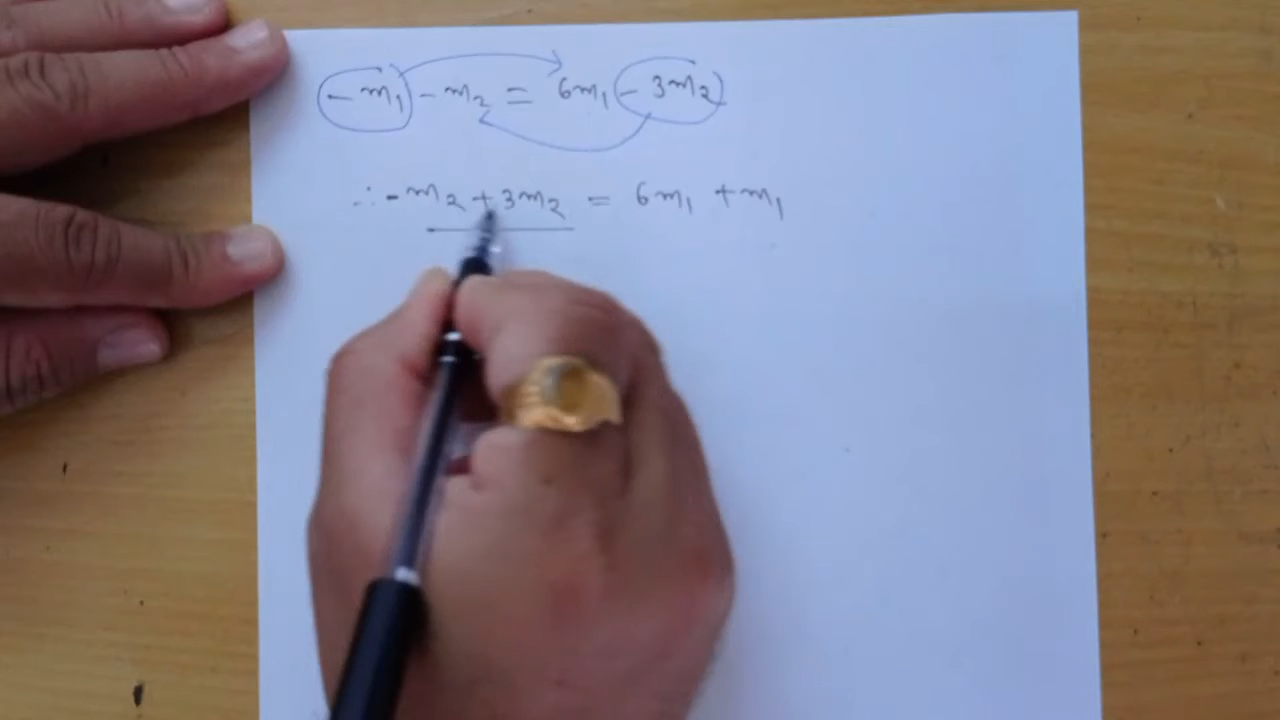 - m₁ - m₂ = 6m₁ - 3m₂
∴ - m₂ + 3m₂ = 6m₁ + m₁